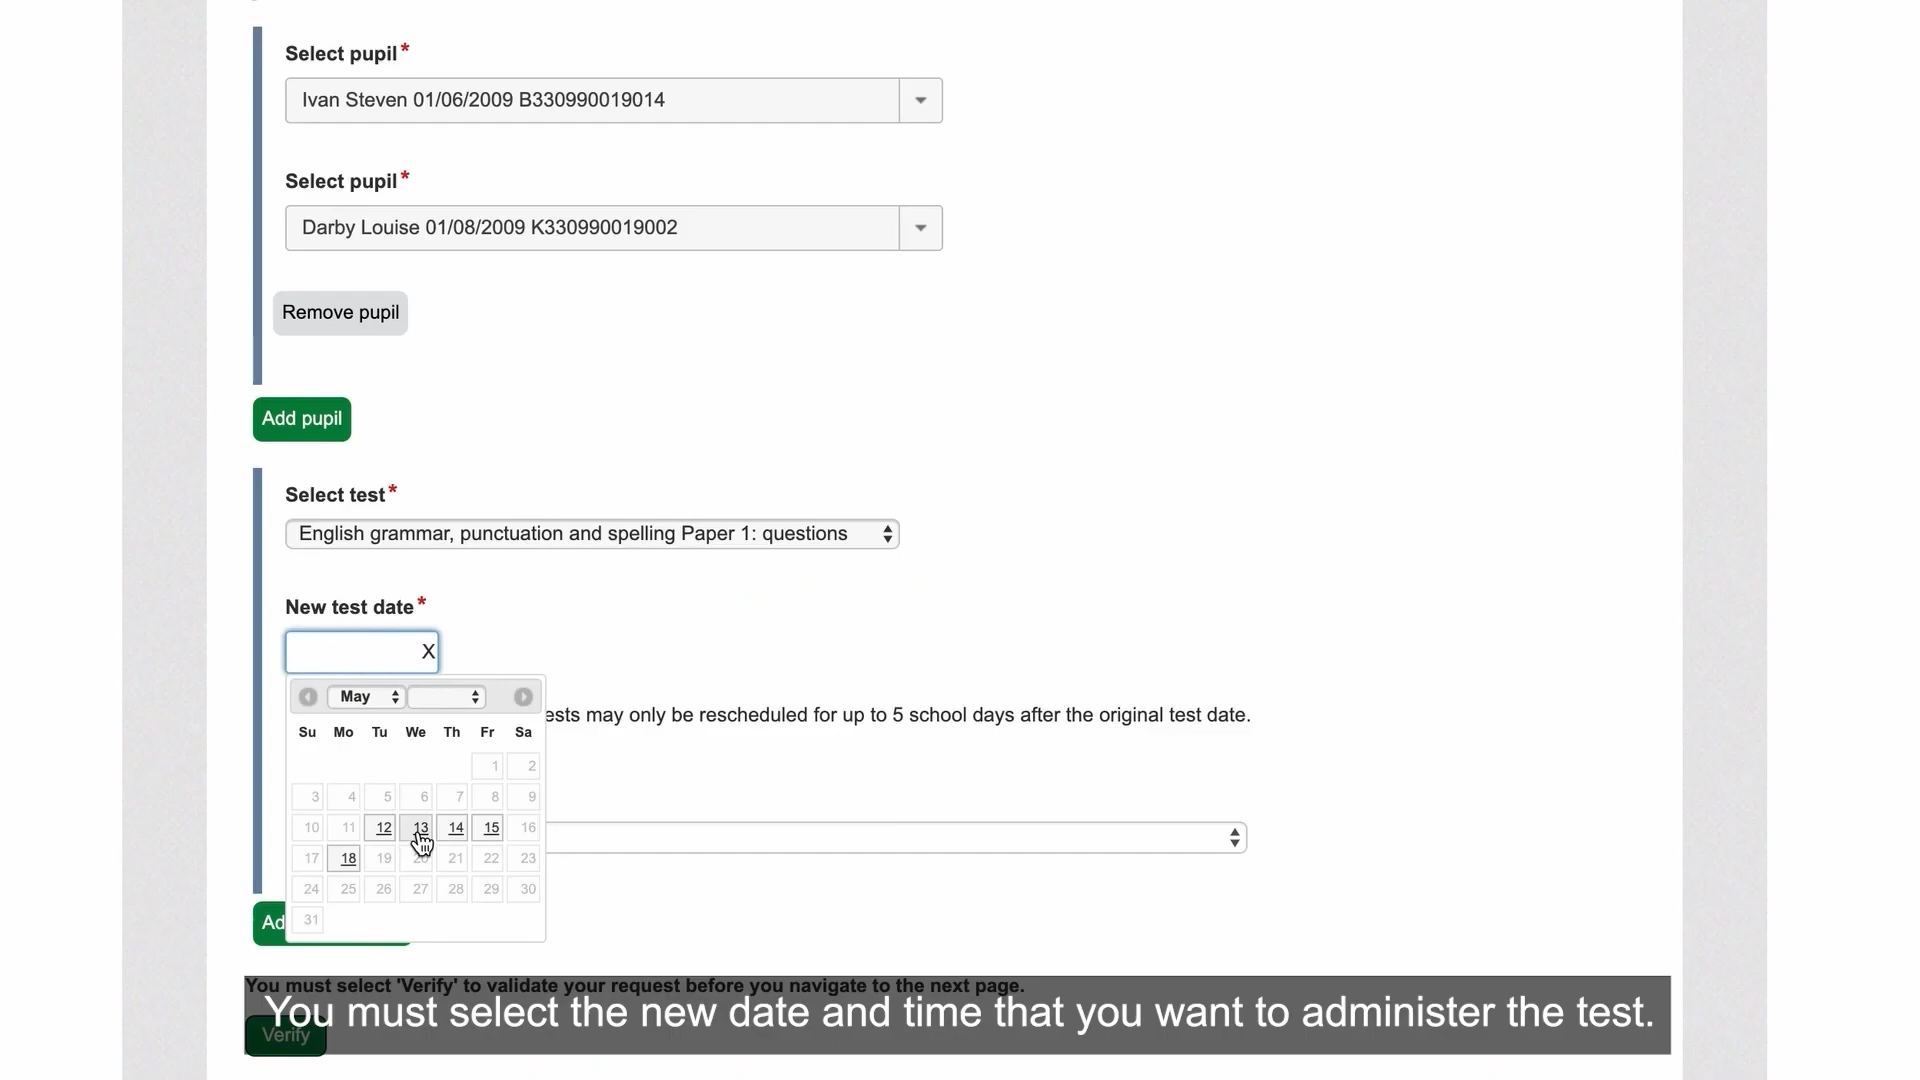 Select pupil*
Ivan Steven 01/06/2009 B330990019014
Select pupil*
Darby Louise 01/08/2009 K330990019002
Remove pupil
Add pupil
Select test*
English grammar, punctuation and spelling Paper 1: questions
New test date*
X
May
ests may only be rescheduled for up to 5 school days after the original test date.
Su Mo Tu We Th Fr Sa
1 2
3 4 5 6 7 8 9
10 11 12 13 14 15 16
17 18 19 20 21 22 23
24 25 26 27 28 29 30
31
Ad
You must select 'Verify' to validate your request before you navigate to the next page.
You must select the new date and time that you want to administer the test.
Verify